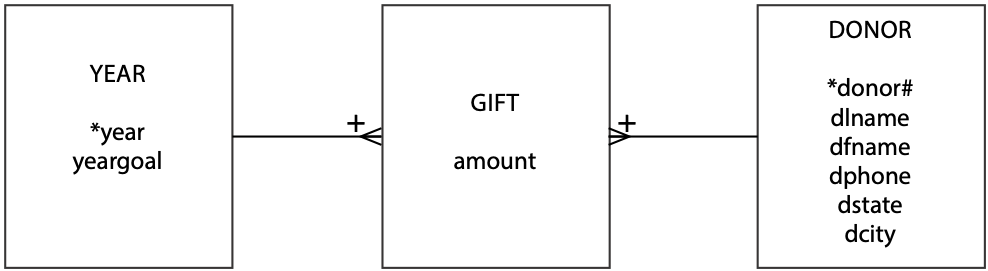 YEAR
*year
yeargoal
+
GIFT
amount
+
DONOR
*donor#
dlname
dfname
dphone
dstate
dcity